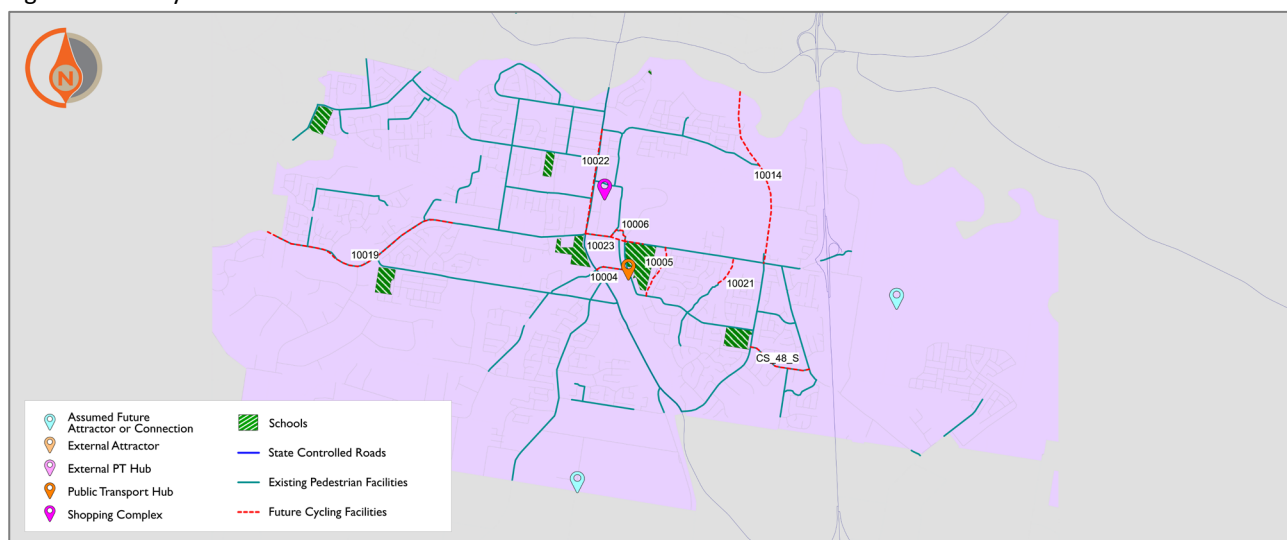 N
10022
10014
10006
10023
10019
10005
10004
10021
CS_48_S
Assumed Future
Attractor or Connection
External Attractor
External PT Hub
Public Transport Hub
Shopping Complex
Schools
State Controlled Roads
Existing Pedestrian Facilities
Future Cycling Facilities